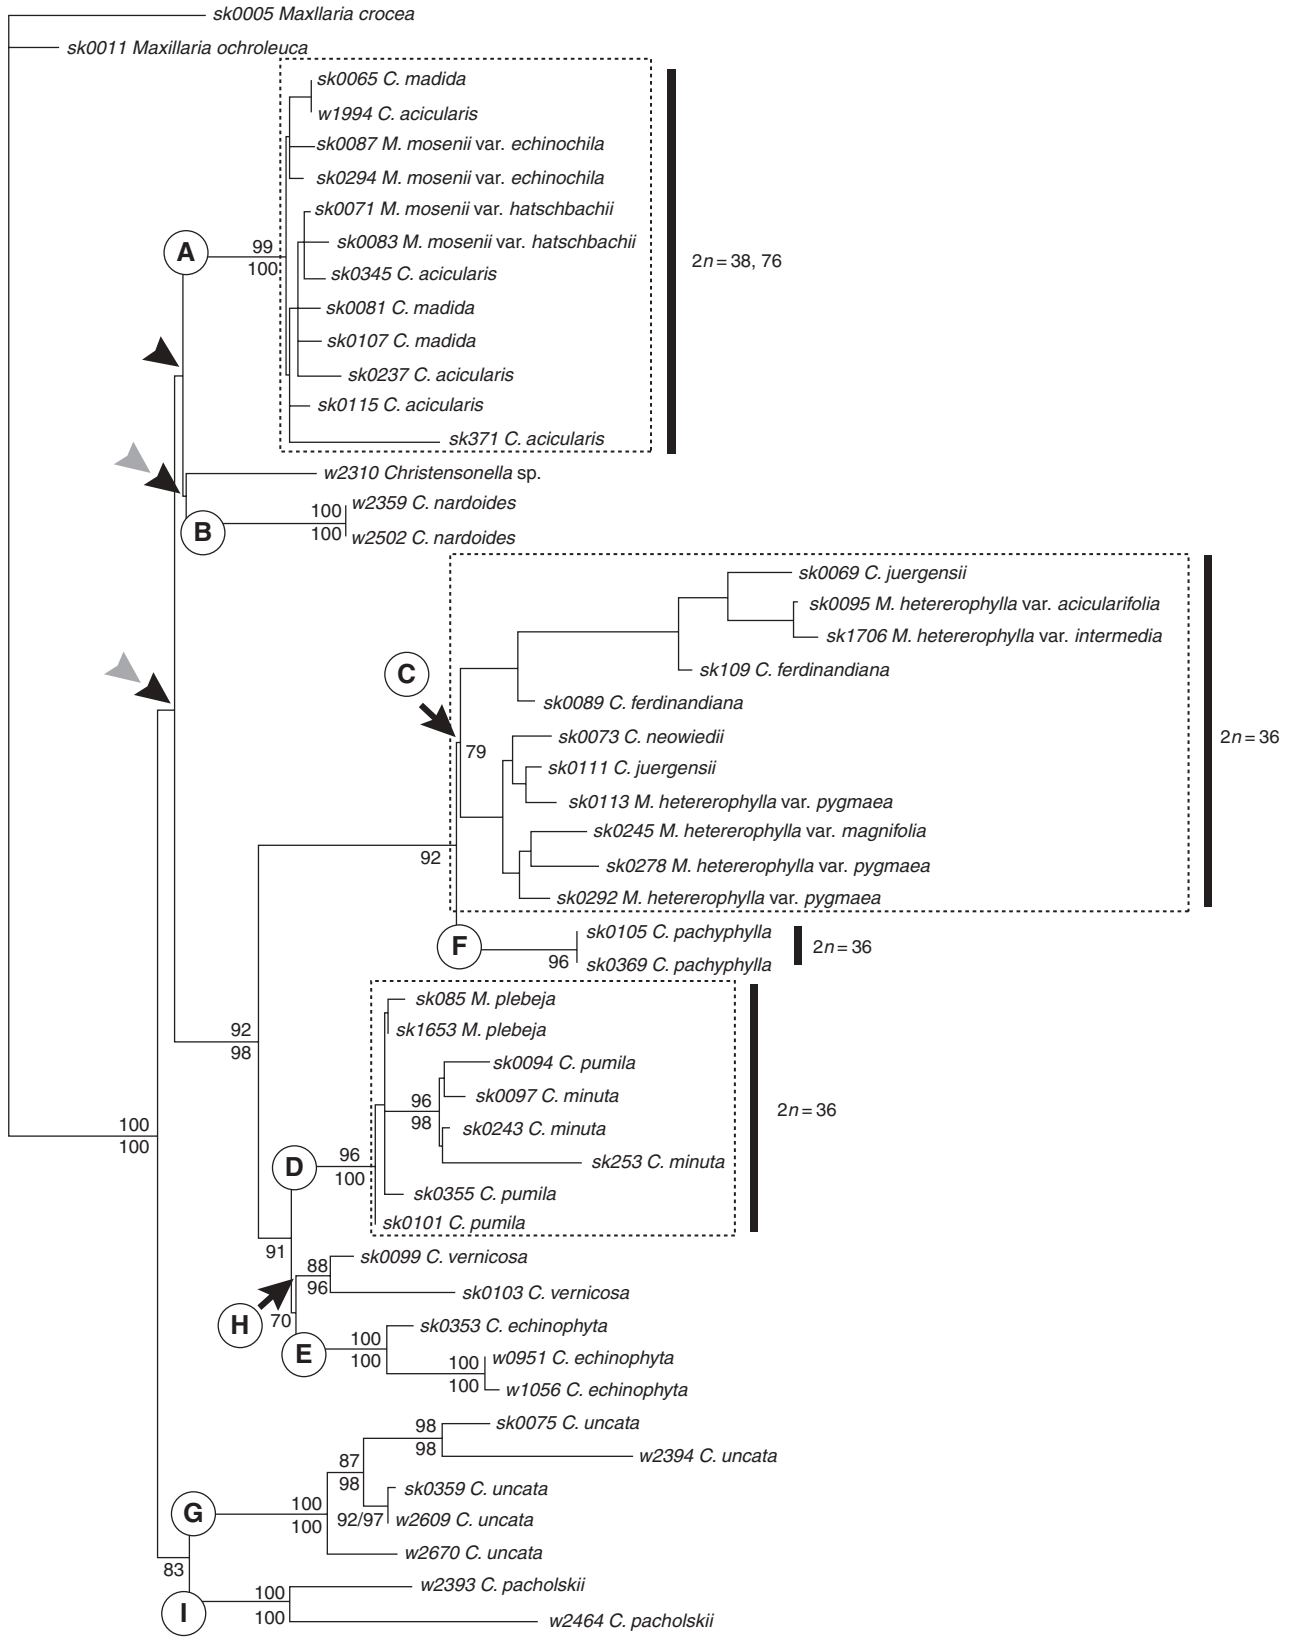 sk0005 Maxllaria crocea
sk0011 Maxillaria ochroleuca
sk0065 C. madida
w1994 C. acicularis
sk0087 M. mosenii var. echinochila
sk0294 M. mosenii var. echinochila
sk0071 M. mosenii var. hatschbachii
A
99
100
sk0083 M. mosenii var. hatschbachii
2n = 38, 76
sk0345 C. acicularis
sk0081 C. madida
sk0107 C. madida
sk0237 C. acicularis
sk0115 C. acicularis
sk371 C. acicularis
w2310 Christensonella sp.
100
100
w2359 C. nardoides
B
w2502 C. nardoides
sk0069 C. juergensii
sk0095 M. hetererophylla var. acicularifolia
sk1706 M. hetererophylla var. intermedia
C
sk109 C. ferdinandiana
sk0089 C. ferdinandiana
79
sk0073 C. neowiedii
2n = 36
sk0111 C. juergensii
sk0113 M. hetererophylla var. pygmaea
sk0245 M. hetererophylla var. magnifolia
92
sk0278 M. hetererophylla var. pygmaea
sk0292 M. hetererophylla var. pygmaea
sk0105 C. pachyphylla
F
96
2n = 36
sk0369 C. pachyphylla
sk085 M. plebeja
92
98
sk1653 M. plebeja
sk0094 C. pumila
96
98
sk0097 C. minuta
2n = 36
100
100
sk0243 C. minuta
D
96
100
sk253 C. minuta
sk0355 C. pumila
sk0101 C. pumila
91
88
96
sk0099 C. vernicosa
sk0103 C. vernicosa
H
70
sk0353 C. echinophyta
E
100
100
100
100
w0951 C. echinophyta
w1056 C. echinophyta
98
98
sk0075 C. uncata
w2394 C. uncata
87
98
sk0359 C. uncata
G
100
100
92/97
w2609 C. uncata
w2670 C. uncata
83
w2393 C. pacholskii
I
100
100
w2464 C. pacholskii